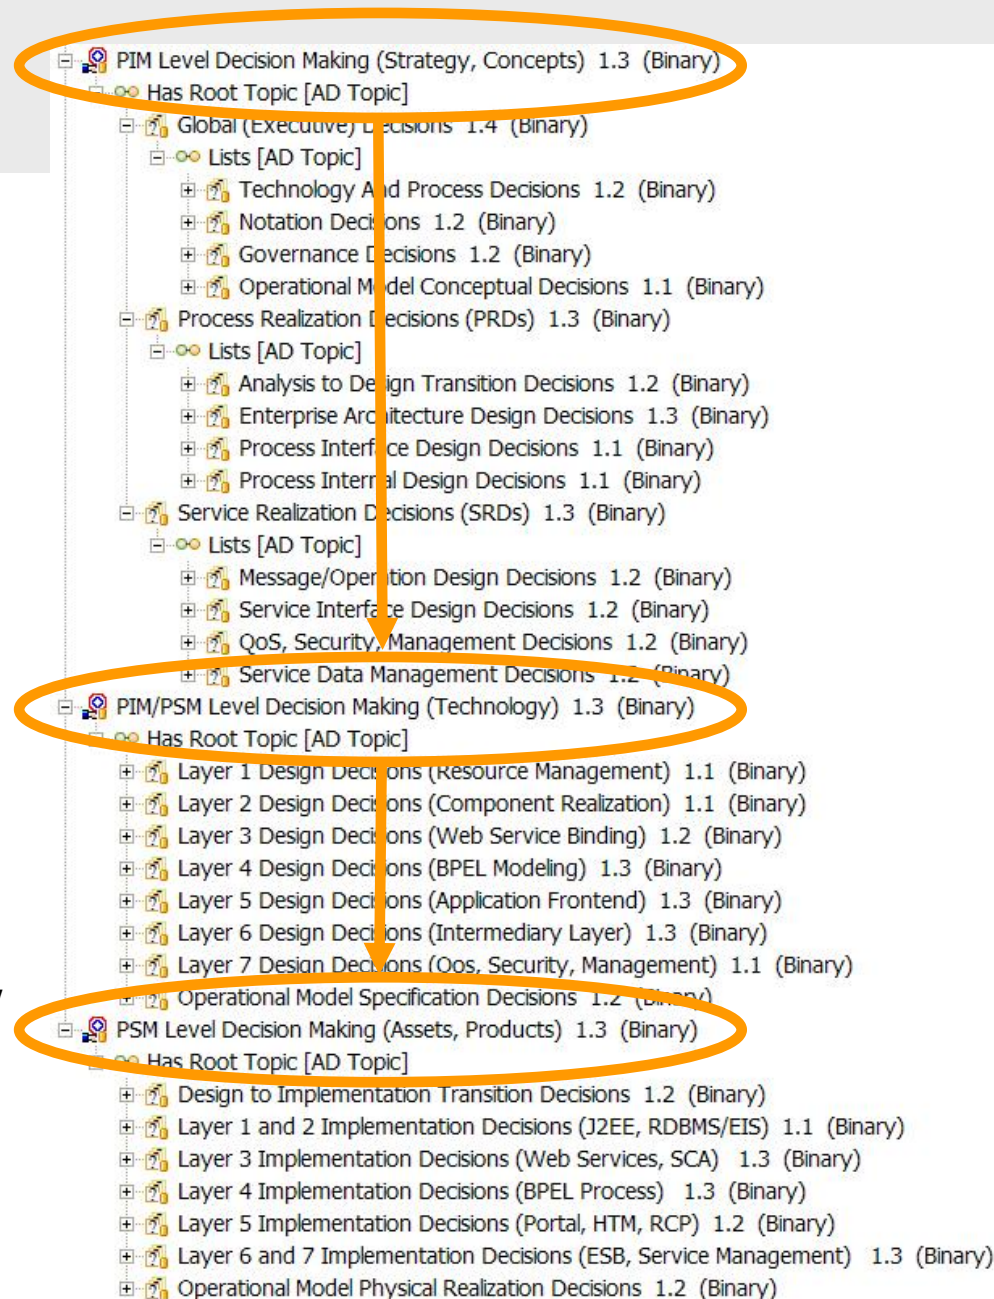 PIM Level Decision Making (Strategy, Concepts) 1.3 (Binary)
Has Root Topic [AD Topic]
Global (Executive) Decisions 1.4 (Binary)
Lists [AD Topic]
Technology And Process Decisions 1.2 (Binary)
Notation Decisions 1.2 (Binary)
Governance Decisions 1.2 (Binary)
Operational Model Conceptual Decisions 1.1 (Binary)
Process Realization Decisions (PRDs) 1.3 (Binary)
Lists [AD Topic]
Analysis to Design Transition Decisions 1.2 (Binary)
Enterprise Architecture Design Decisions 1.3 (Binary)
Process Interface Design Decisions 1.1 (Binary)
Process Internal Design Decisions 1.1 (Binary)
Service Realization Decisions (SRDs) 1.3 (Binary)
Lists [AD Topic]
Message/Operation Design Decisions 1.2 (Binary)
Service Interface Design Decisions 1.2 (Binary)
QoS, Security, Management Decisions 1.2 (Binary)
Service Data Management Decisions 1.2 (Binary)
PIM/PSM Level Decision Making (Technology) 1.3 (Binary)
Has Root Topic [AD Topic]
Layer 1 Design Decisions (Resource Management) 1.1 (Binary)
Layer 2 Design Decisions (Component Realization) 1.1 (Binary)
Layer 3 Design Decisions (Web Service Binding) 1.2 (Binary)
Layer 4 Design Decisions (BPEL Modeling) 1.3 (Binary)
Layer 5 Design Decisions (Application Frontend) 1.3 (Binary)
Layer 6 Design Decisions (Intermediary Layer) 1.3 (Binary)
Layer 7 Design Decisions (Qos, Security, Management) 1.1 (Binary)
Operational Model Specification Decisions 1.2 (Binary)
PSM Level Decision Making (Assets, Products) 1.3 (Binary)
Has Root Topic [AD Topic]
Design to Implementation Transition Decisions 1.2 (Binary)
Layer 1 and 2 Implementation Decisions (J2EE, RDBMS/EIS) 1.1 (Binary)
Layer 3 Implementation Decisions (Web Services, SCA) 1.3 (Binary)
Layer 4 Implementation Decisions (BPEL Process) 1.3 (Binary)
Layer 5 Implementation Decisions (Portal, HTM, RCP) 1.2 (Binary)
Layer 6 and 7 Implementation Decisions (ESB, Service Management) 1.3 (Binary)
Operational Model Physical Realization Decisions 1.2 (Binary)